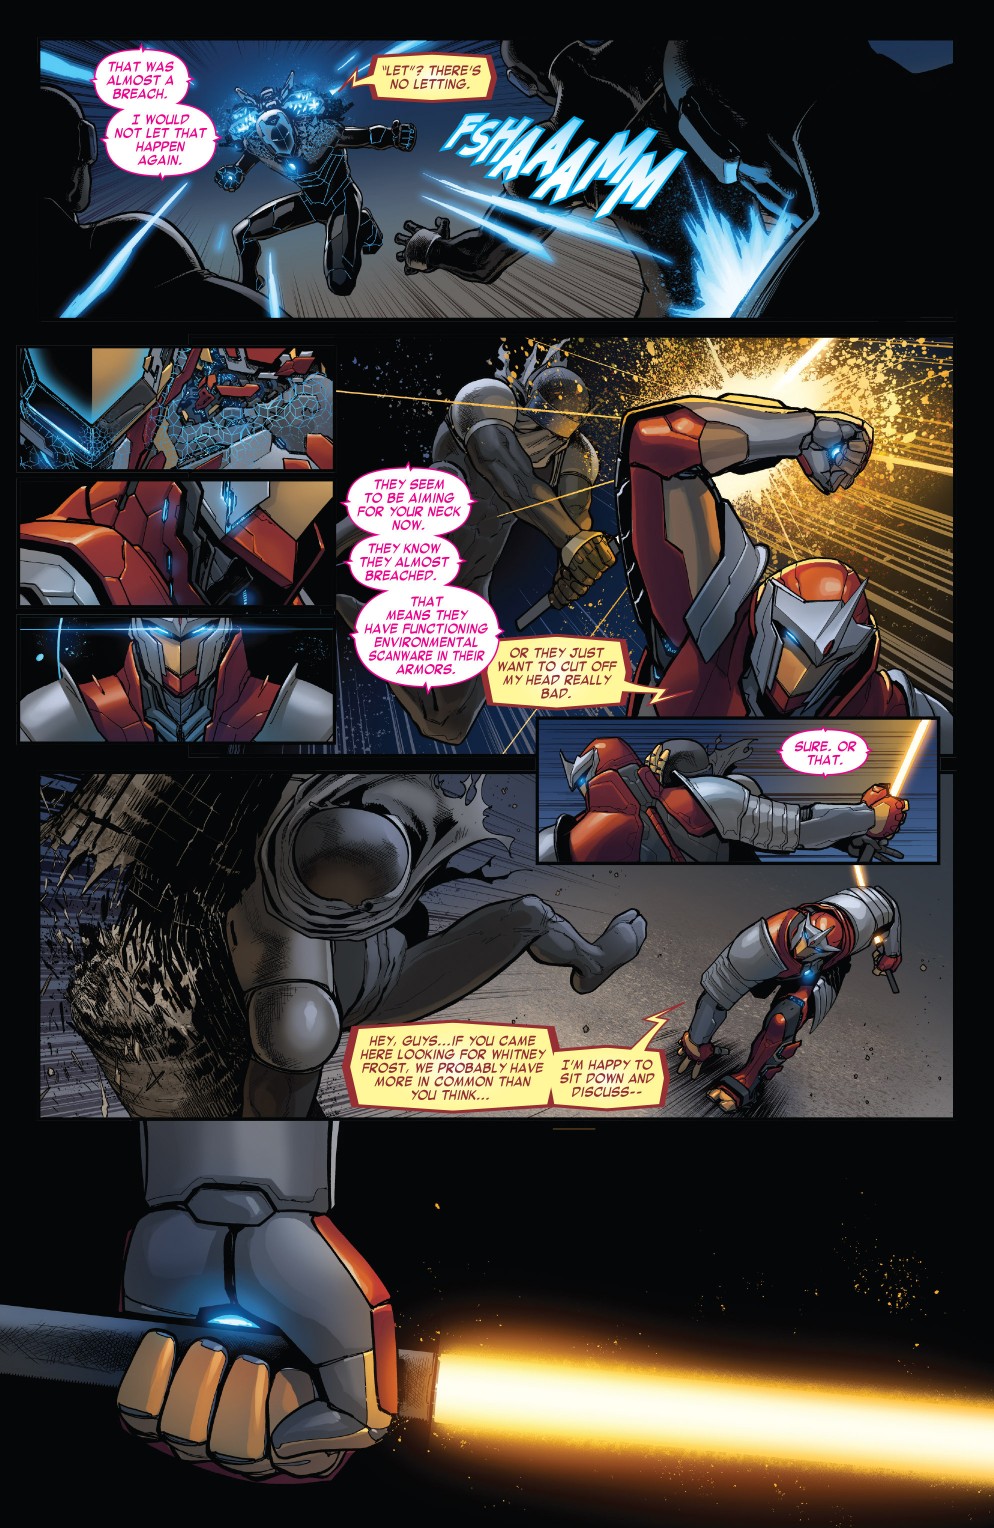 THAT WAS
ALMOST A
BREACH.
I WOULD
NOT LET THAT
HAPPEN
AGAIN.
"LET"? THERE'S
NO LETTING.
FSHAAAAMM
THEY SEEM
TO BE AIMING
FOR YOUR NECK
NOW.
THEY KNOW
THEY ALMOST
BREACHED.
THAT
MEANS THEY
HAVE FUNCTIONING
ENVIRONMENTAL
SCANWARE IN THEIR
ARMORS.
OR THEY JUST
WANT TO CUT OFF
MY HEAD REALLY
BAD.
SURE. OR
THAT.
HEY, GUYS...IF YOU CAME
HERE LOOKING FOR WHITNEY
FROST, WE PROBABLY HAVE
MORE IN COMMON THAN
YOU THINK...
I'M HAPPY TO
SIT DOWN AND
DISCUSS--